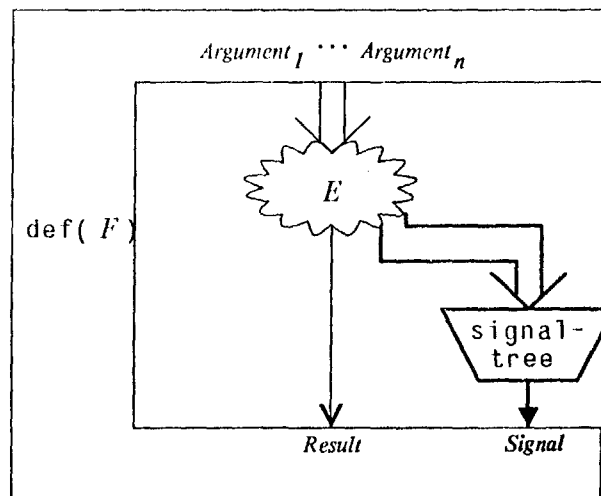 Argument₁ ··· Argumentₙ
E
def( F )
signal-
tree
Result
Signal